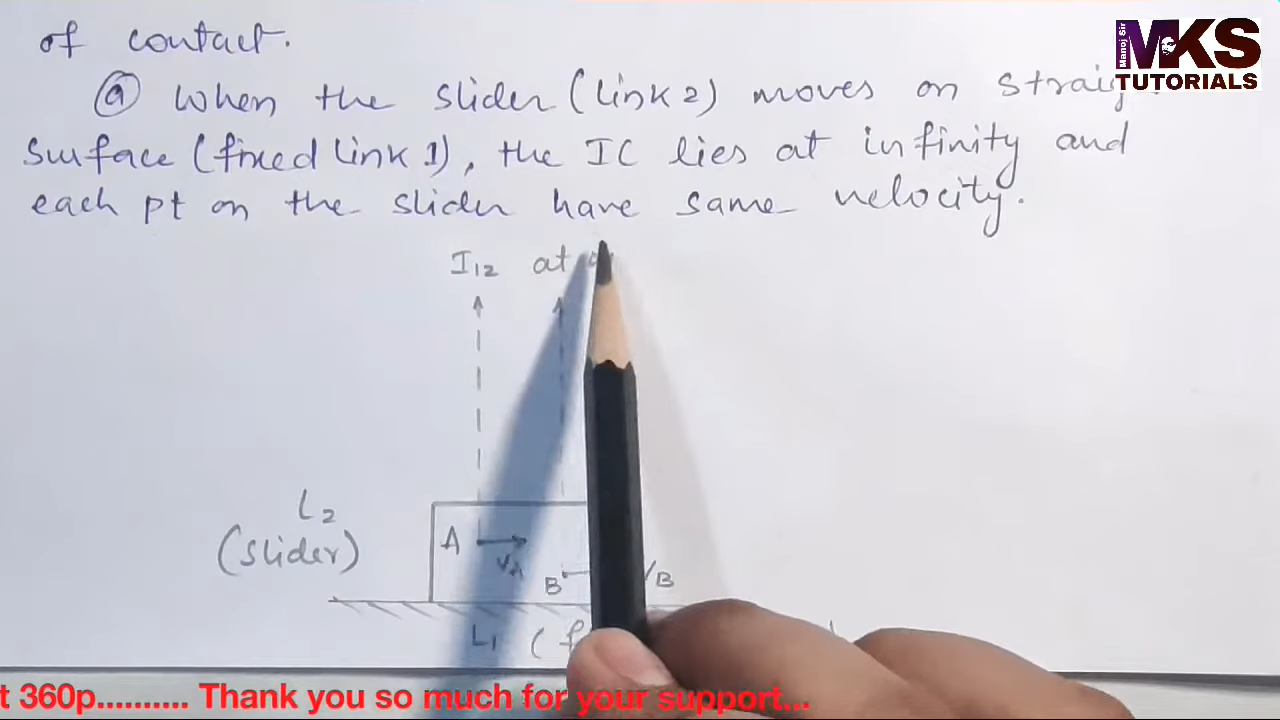 of contact.
ⓐ When the slider (link 2) moves on
Surface (fixed Link 1), the IC lies at infinity and
each pt on the slider have same velocity.
I12 at
L2
(slider)
A
VA
B
VB
L1 (f
Manoj Sir
MKS
TUTORIALS
t 360p.......... Thank you so much for your support...